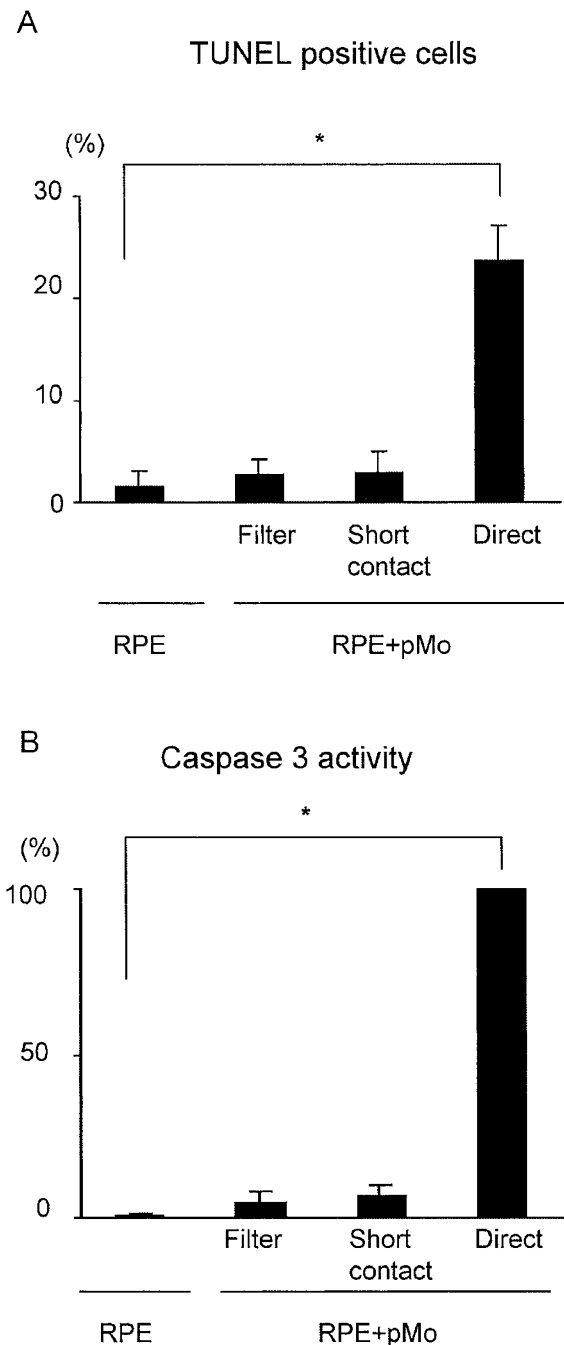 A
TUNEL positive cells
(%)
*
30
20
10
0
Filter Short contact Direct
RPE RPE+pMo
B
Caspase 3 activity
(%)
*
100
50
0
Filter Short contact Direct
RPE RPE+pMo